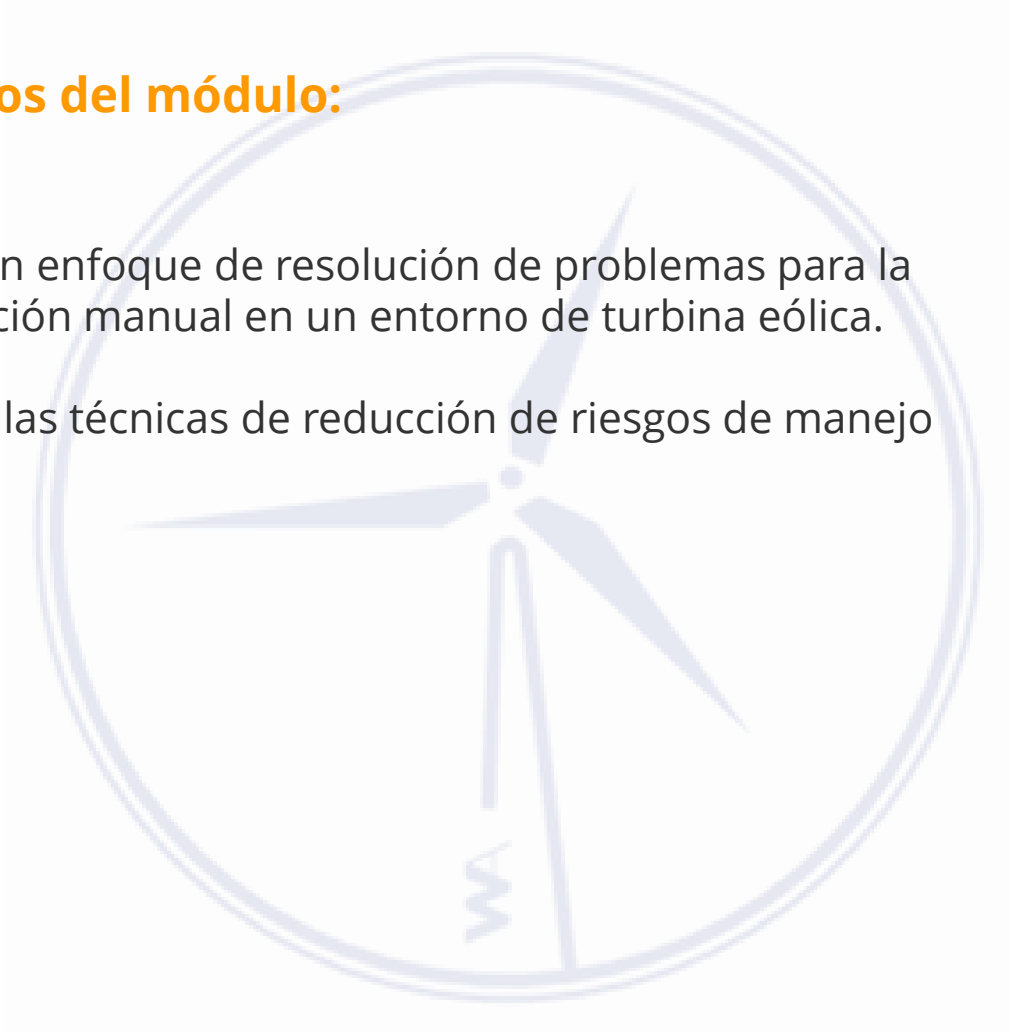 os del módulo:
n enfoque de resolución de problemas para la
ción manual en un entorno de turbina eólica.
las técnicas de reducción de riesgos de manejo
WA